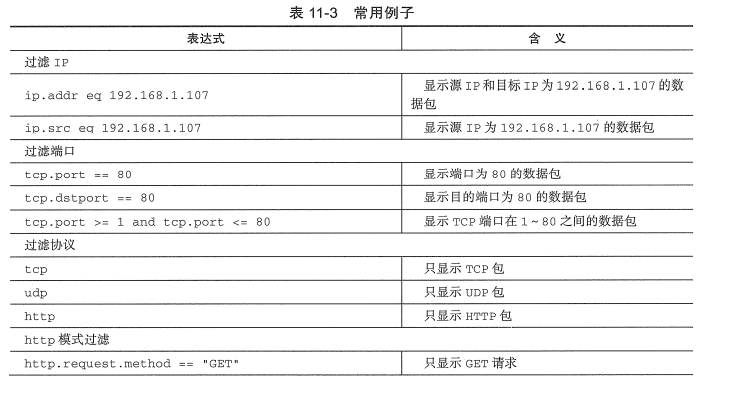 表 11-3 常用例子
表达式 含 义
过滤 IP
ip.addr eq 192.168.1.107 显示源 IP 和目标 IP 为 192.168.1.107 的数
据包
ip.src eq 192.168.1.107 显示源 IP 为 192.168.1.107 的数据包
过滤端口
tcp.port == 80 显示端口为 80 的数据包
tcp.dstport == 80 显示目的端口为 80 的数据包
tcp.port >= 1 and tcp.port <= 80 显示 TCP 端口在 1~80 之间的数据包
过滤协议
tcp 只显示 TCP 包
udp 只显示 UDP 包
http 只显示 HTTP 包
http 模式过滤
http.request.method == "GET" 只显示 GET 请求